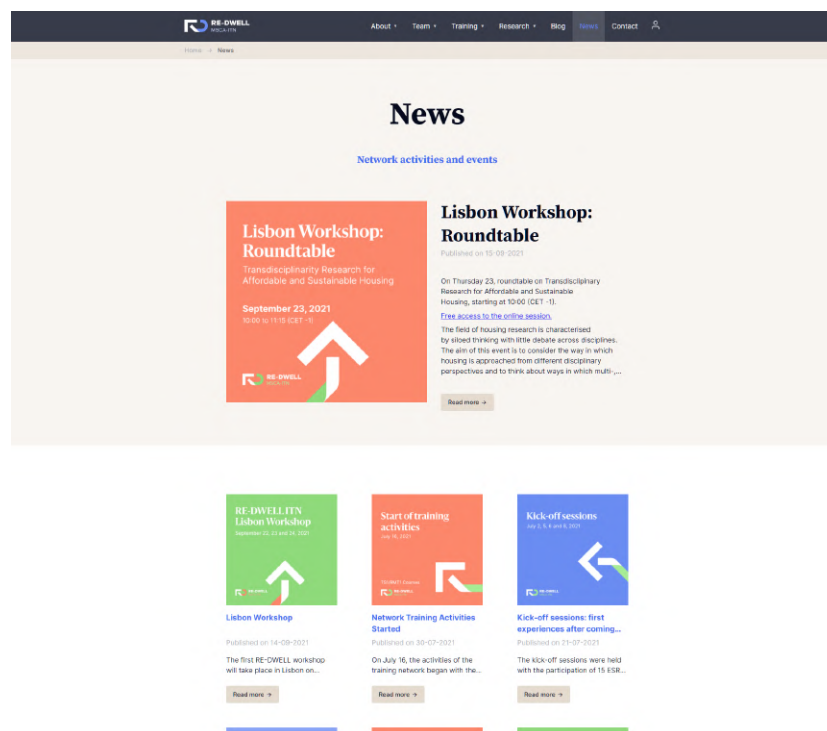 RE-DWELL
MSCA-ITN
About
Team
Training
Research
Blog
News
Contact
Home
News
News
Network activities and events
Lisbon Workshop:
Roundtable
Transdisciplinarity Research for
Affordable and Sustainable Housing
September 23, 2021
10:00 to 11:15 (CET -1)
RE-DWELL
MSCA-ITN
Lisbon Workshop:
Roundtable
Published on 15-09-2021
On Thursday 23, roundtable on Transdisciplinary
Research for Affordable and Sustainable
Housing, starting at 10:00 (CET -1).
Free access to the online session.
The field of housing research is characterised
by siloed thinking with little debate across disciplines.
The aim of this event is to consider the way in which
housing is approached from different disciplinary
perspectives and to think about ways in which multi-,...
Read more →
RE-DWELL ITN
Lisbon Workshop
September 22, 23 and 24, 2021
RE-DWELL
Lisbon Workshop
Published on 14-09-2021
The first RE-DWELL workshop
will take place in Lisbon on...
Read more →
Start of training
activities
July 16, 2021
RE-DWELL
Network Training Activities
Started
Published on 30-07-2021
On July 16, the activities of the
training network began with the...
Read more →
Kick-off sessions
July 2, 5, 6 and 8, 2021
RE-DWELL
Kick-off sessions: first
experiences after coming...
Published on 21-07-2021
The kick-off sessions were held
with the participation of 15 ESR...
Read more →